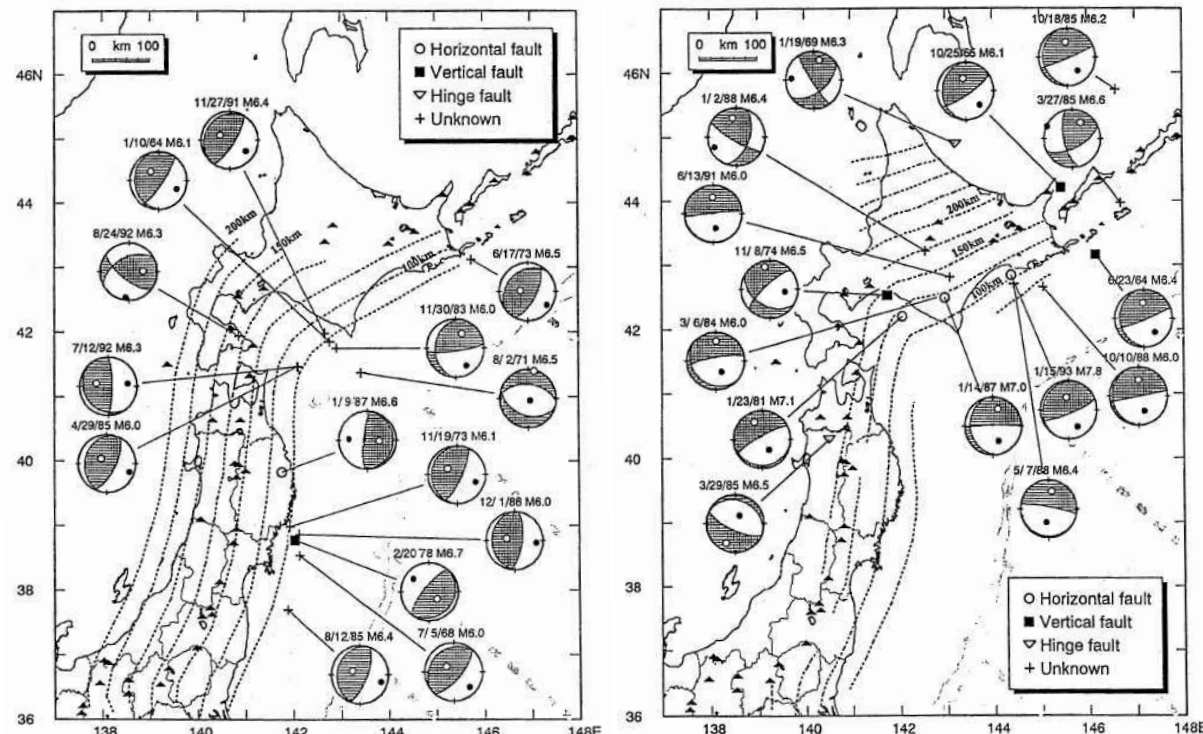 0 km 100
○ Horizontal fault
■ Vertical fault
▽ Hinge fault
+ Unknown
46N
44
42
40
38
36
11/27/91 M6.4
1/10/64 M6.1
8/24/92 M6.3
7/12/92 M6.3
4/29/85 M6.0
1/ 9/87 M6.6
6/17/73 M6.5
11/30/83 M6.0
8/ 2/71 M6.5
11/19/73 M6.1
12/ 1/86 M6.0
2/20/78 M6.7
8/12/85 M6.4
7/ 5/68 M6.0
200km
150km
100km
138
140
142
144
146
148E
0 km 100
46N
44
42
40
38
36
1/19/69 M6.3
10/25/65 M6.1
10/18/85 M6.2
1/ 2/88 M6.4
3/27/85 M6.6
6/13/91 M6.0
11/ 8/74 M6.5
3/ 6/84 M6.0
1/23/81 M7.1
3/29/85 M6.5
1/14/87 M7.0
1/15/93 M7.8
10/10/88 M6.0
6/23/64 M6.4
5/ 7/88 M6.4
200km
150km
100km
○ Horizontal fault
■ Vertical fault
▽ Hinge fault
+ Unknown
138
140
142
144
146
148E